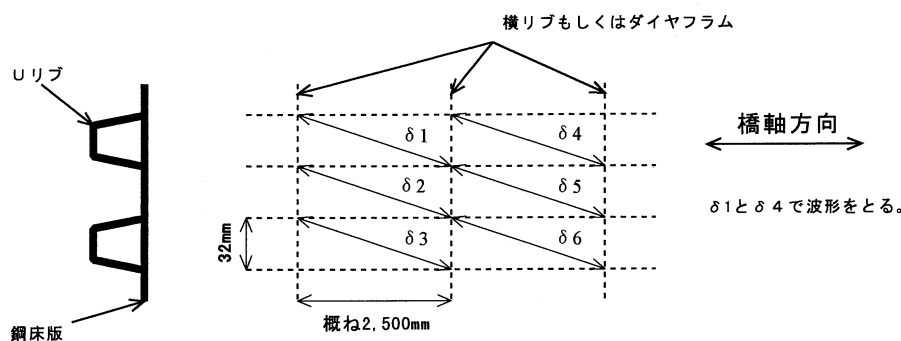 横リブもしくはダイヤフラム
Uリブ
橋軸方向
δ1
δ4
δ2
δ5
δ1とδ4で波形をとる。
δ3
δ6
32mm
概ね2,500mm
鋼床版